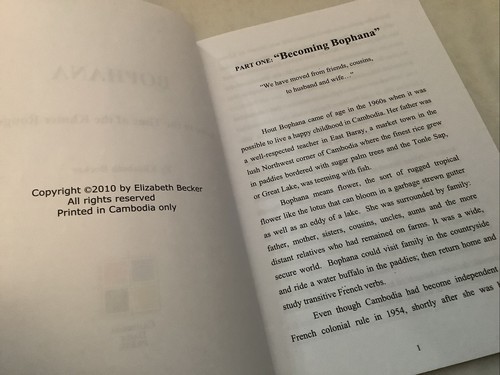 Copyright ©2010 by Elizabeth Becker
All rights reserved
Printed in Cambodia only
PART ONE: “Becoming Bophana”
“We have moved from friends, cousins,
to husband and wife…”
Hout Bophana came of age in the 1960s when it was
possible to live a happy childhood in Cambodia. Her father was
a well-respected teacher in East Baray, a market town in the
lush Northwest corner of Cambodia where the finest rice grew
in paddies bordered with sugar palm trees and the Tonle Sap,
or Great Lake, was teeming with fish.
Bophana means flower, the sort of rugged tropical
flower like the lotus that can bloom in a garbage strewn gutter
as well as an eddy of a lake. She was surrounded by family:
father, mother, sisters, cousins, uncles, aunts and the more
distant relatives who had remained on farms. It was a wide,
secure world. Bophana could visit family in the countryside
and ride a water buffalo in the paddies; then return home and
study transitive French verbs.
Even though Cambodia had become independent
French colonial rule in 1954, shortly after she was
1